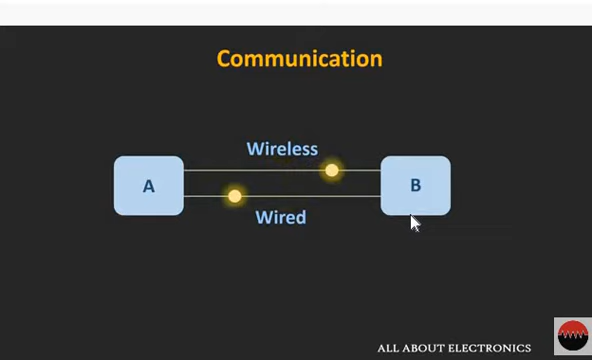 Communication
Wireless
A
B
Wired
ALL ABOUT ELECTRONICS